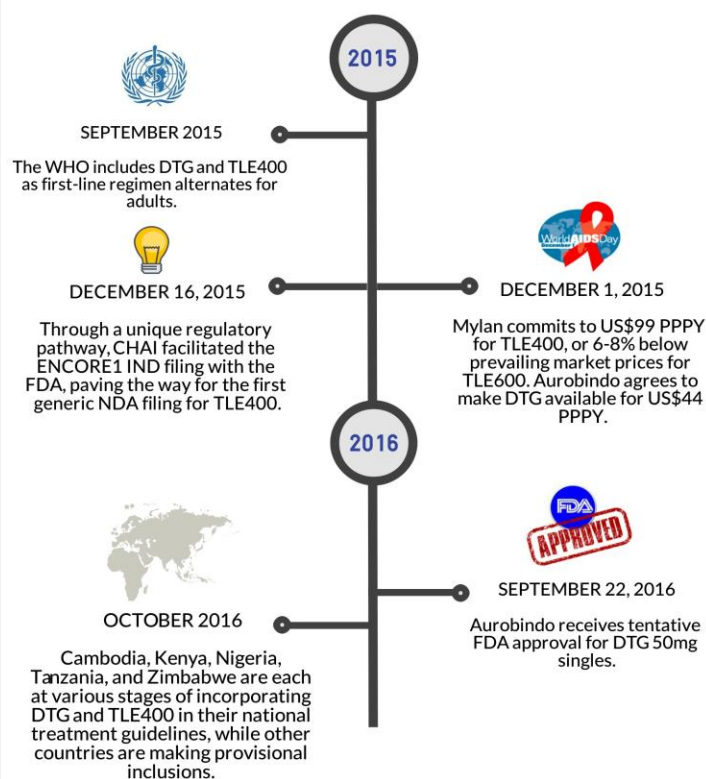 2015
SEPTEMBER 2015
The WHO includes DTG and TLE400
as first-line regimen alternates for
adults.
World AIDS Day
December 1
DECEMBER 1, 2015
Mylan commits to US$99 PPPY
for TLE400, or 6-8% below
prevailing market prices for
TLE600. Aurobindo agrees to
make DTG available for US$44
PPPY.
DECEMBER 16, 2015
Through a unique regulatory
pathway, CHAI facilitated the
ENCORE1 IND filing with the
FDA, paving the way for the first
generic NDA filing for TLE400.
2016
FDA
APPROVED
SEPTEMBER 22, 2016
Aurobindo receives tentative
FDA approval for DTG 50mg
singles.
OCTOBER 2016
Cambodia, Kenya, Nigeria,
Tanzania, and Zimbabwe are each
at various stages of incorporating
DTG and TLE400 in their national
treatment guidelines, while other
countries are making provisional
inclusions.